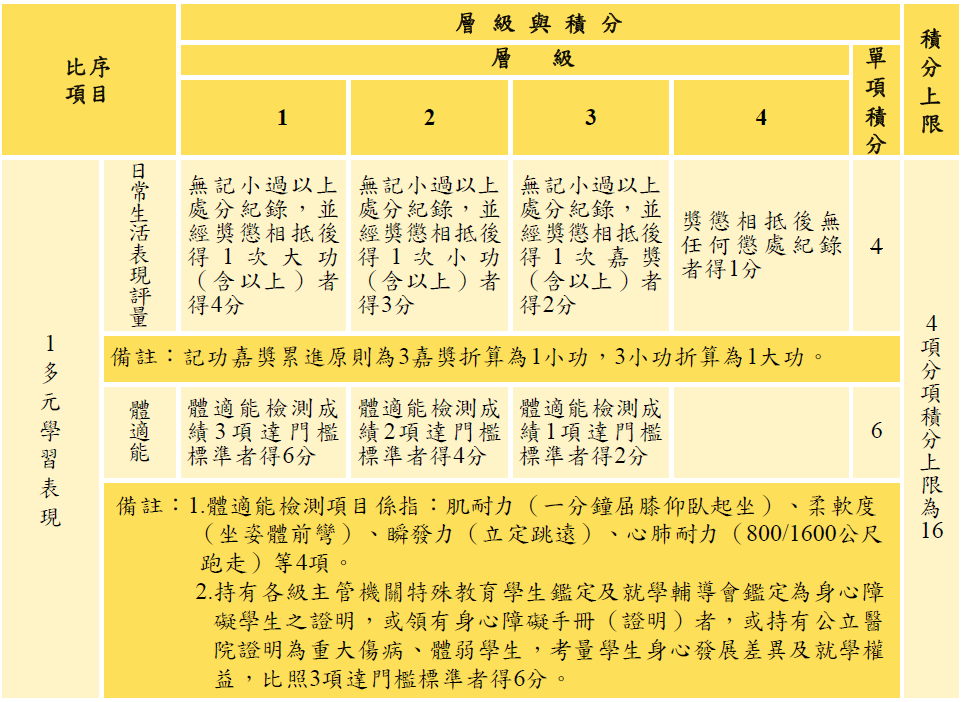 比序
項目
層級與積分
層級
1
2
3
4
單項積分
積分上限
1多元學習表現
日常生活表現評量
無記小過以上
處分紀錄，並
經獎懲相抵後
得1次大功
（含以上）者
得4分
無記小過以上
處分紀錄，並
經獎懲相抵後
得1次小功
（含以上）者
得3分
無記小過以上
處分紀錄，並
經獎懲相抵後
得1次嘉獎
（含以上）者
得2分
獎懲相抵後無
任何懲處紀錄
者得1分
4
備註：記功嘉獎累進原則為3嘉獎折算為1小功，3小功折算為1大功。
體適能
體適能檢測成
績3項達門檻
標準者得6分
體適能檢測成
績2項達門檻
標準者得4分
體適能檢測成
績1項達門檻
標準者得2分
6
備註：1.體適能檢測項目係指：肌耐力（一分鐘屈膝仰臥起坐）、柔軟度
（坐姿體前彎）、瞬發力（立定跳遠）、心肺耐力（800/1600公尺
跑走）等4項。
2.持有各級主管機關特殊教育學生鑑定及就學輔導會鑑定為身心障
礙學生之證明，或領有身心障礙手冊（證明）者，或持有公立醫
院證明為重大傷病、體弱學生，考量學生身心發展差異及就學權
益，比照3項達門檻標準者得6分。
4項分項積分上限為16